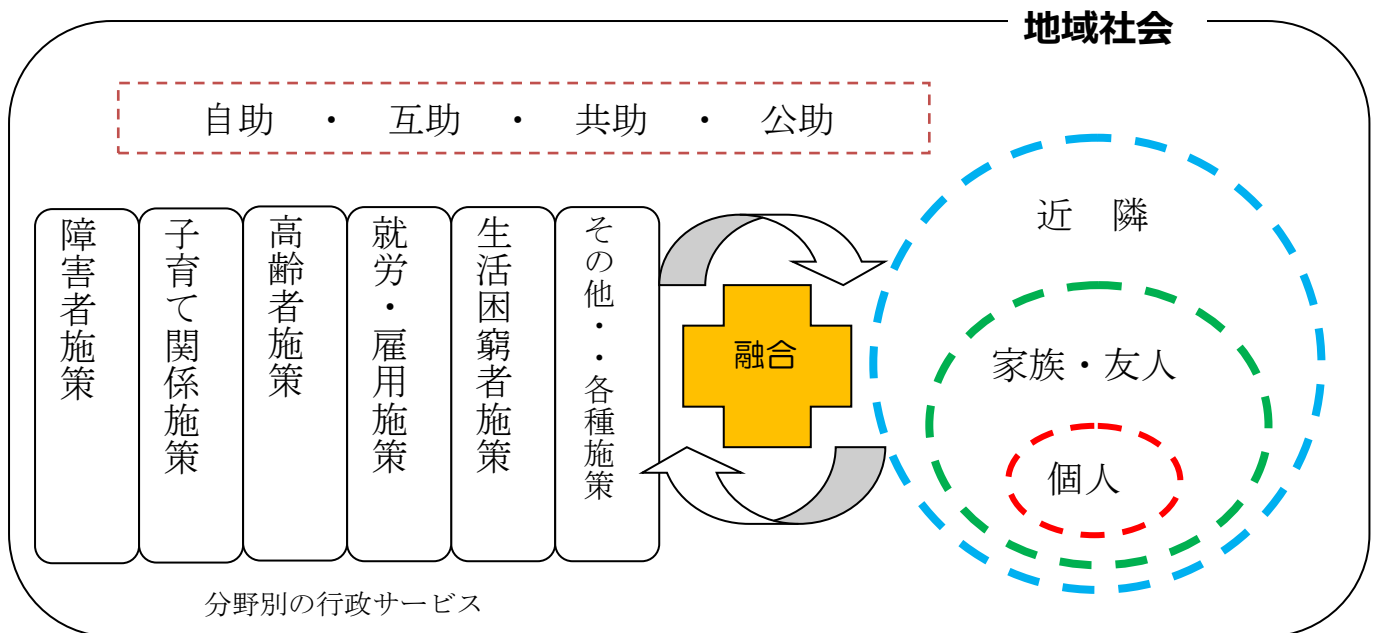 地域社会
自助 ・ 互助 ・ 共助 ・ 公助
障害者施策
子育て関係施策
高齢者施策
就労・雇用施策
生活困窮者施策
その他・・各種施策
融合
近 隣
家族・友人
個人
分野別の行政サービス